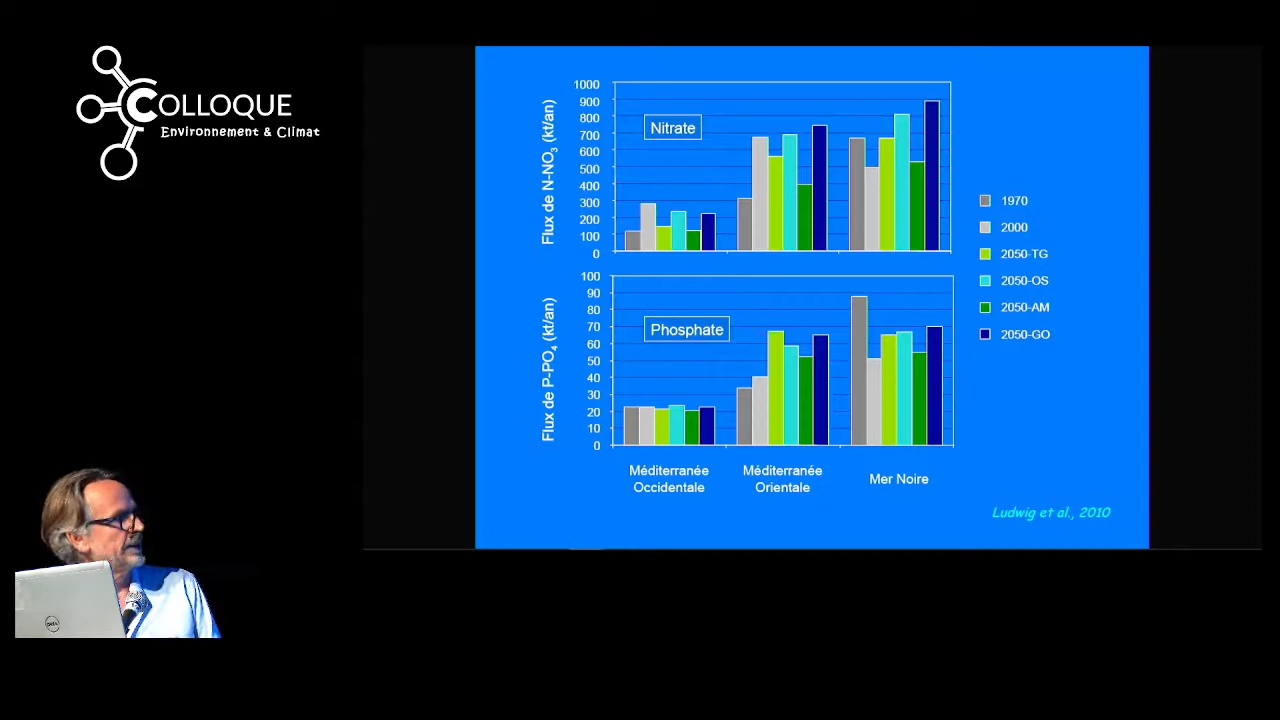 COLLOQUE
Environnement & Climat
Flux de N-NO3 (kt/an)
1000
900
800
700
600
500
400
300
200
100
0
Nitrate
Flux de P-PO4 (kt/an)
100
90
80
70
60
50
40
30
20
10
0
Phosphate
Méditerranée
Occidentale
Méditerranée
Orientale
Mer Noire
1970
2000
2050-TG
2050-OS
2050-AM
2050-GO
Ludwig et al., 2010
DELL